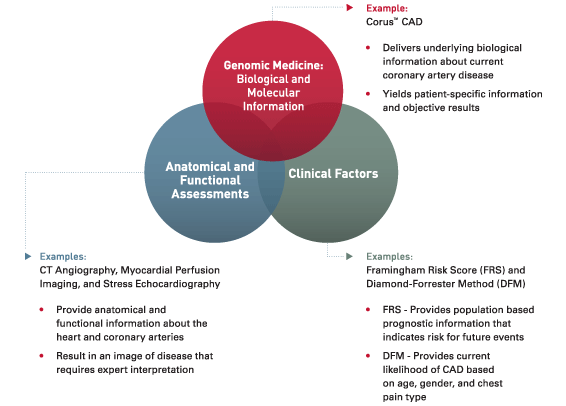 Example:
Corus™ CAD
• Delivers underlying biological
information about current
coronary artery disease
• Yields patient-specific information
and objective results
Genomic Medicine:
Biological and
Molecular
Information
Anatomical and
Functional
Assessments
Clinical Factors
Examples:
CT Angiography, Myocardial Perfusion
Imaging, and Stress Echocardiography
• Provide anatomical and
functional information about the
heart and coronary arteries
• Result in an image of disease that
requires expert interpretation
Examples:
Framingham Risk Score (FRS) and
Diamond-Forrester Method (DFM)
• FRS - Provides population based
prognostic information that
indicates risk for future events
• DFM - Provides current
likelihood of CAD based
on age, gender, and chest
pain type